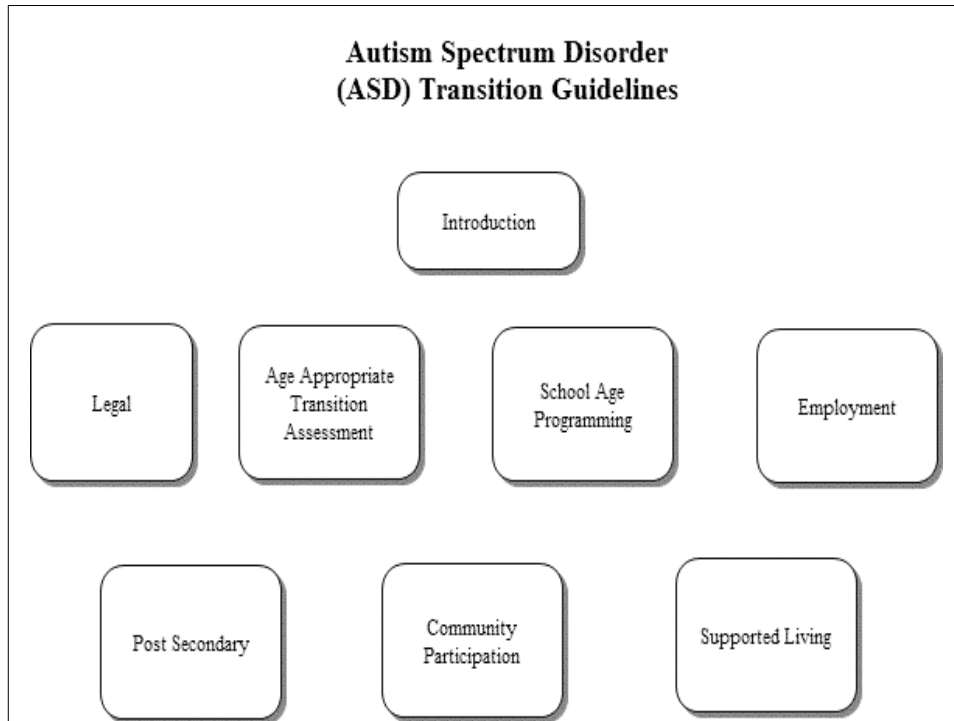 Autism Spectrum Disorder
(ASD) Transition Guidelines
Introduction
Legal
Age Appropriate
Transition
Assessment
School Age
Programming
Employment
Post Secondary
Community
Participation
Supported Living